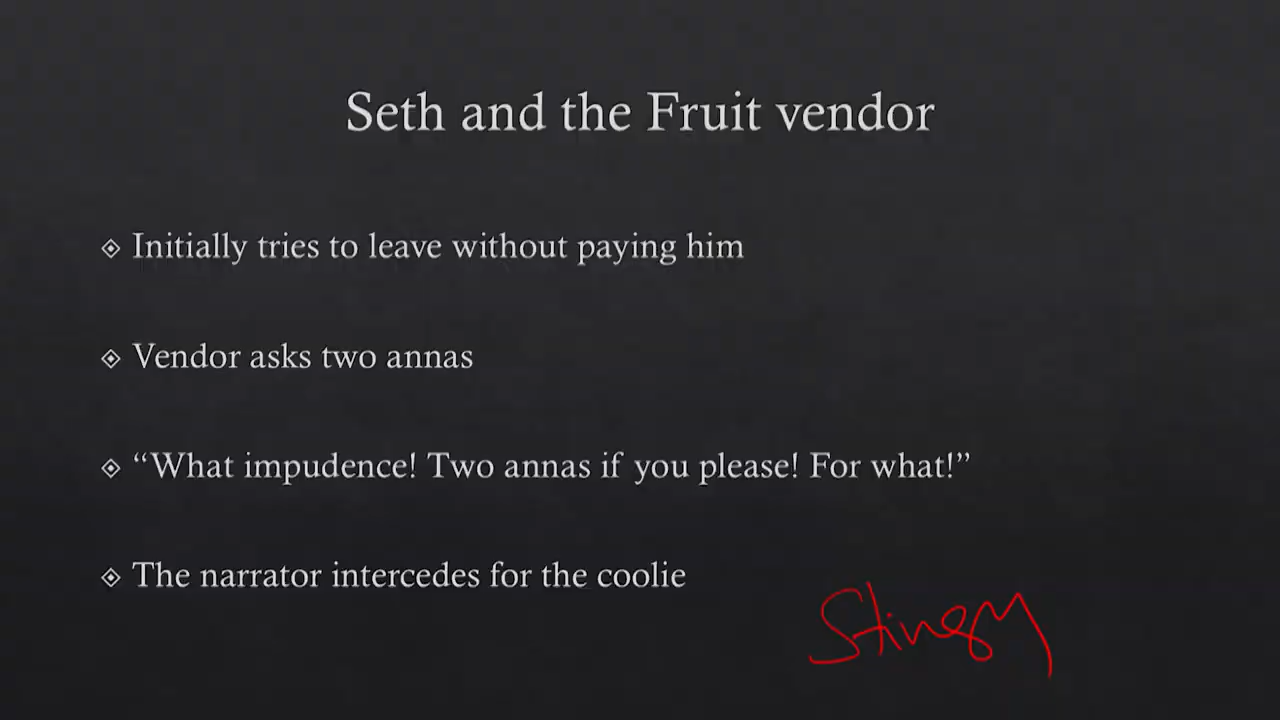 Seth and the Fruit vendor
Initially tries to leave without paying him
Vendor asks two annas
“What impudence! Two annas if you please! For what!”
The narrator intercedes for the coolie
Stingy